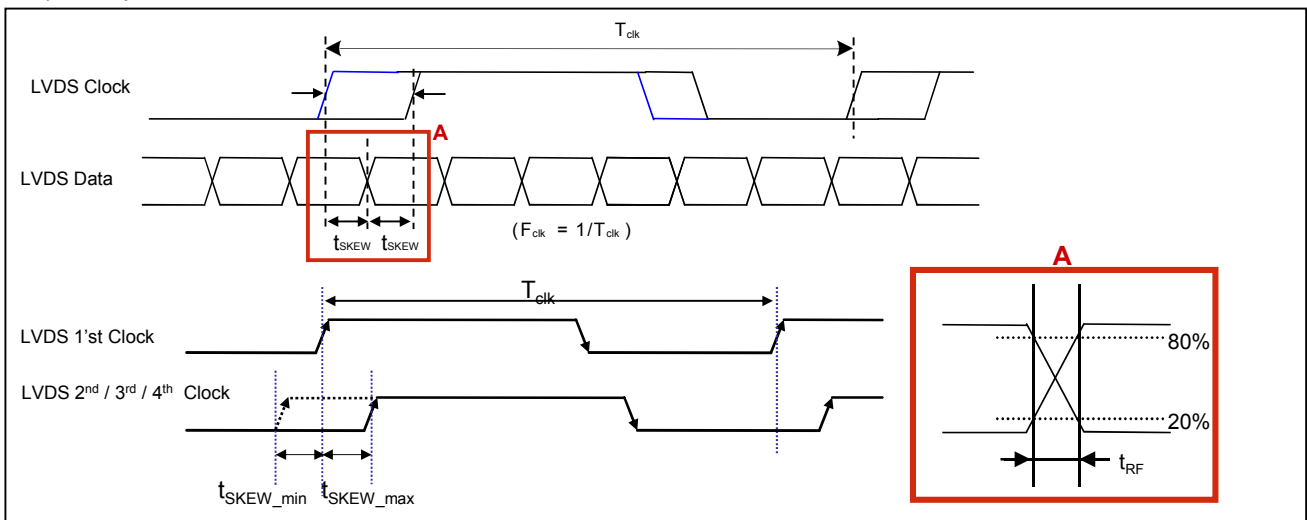 Tclk
LVDS Clock
A
LVDS Data
tSKEW tSKEW
(Fclk = 1/Tclk )
A
Tclk
LVDS 1'st Clock
80%
LVDS 2nd / 3rd / 4th Clock
20%
tRF
tSKEW_min tSKEW_max